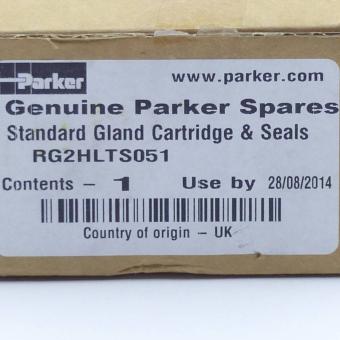 Parker
www.parker.com
Genuine Parker Spares
Standard Gland Cartridge & Seals
RG2HLTS051
Contents – 1 Use by 28/08/2014
Country of origin – UK